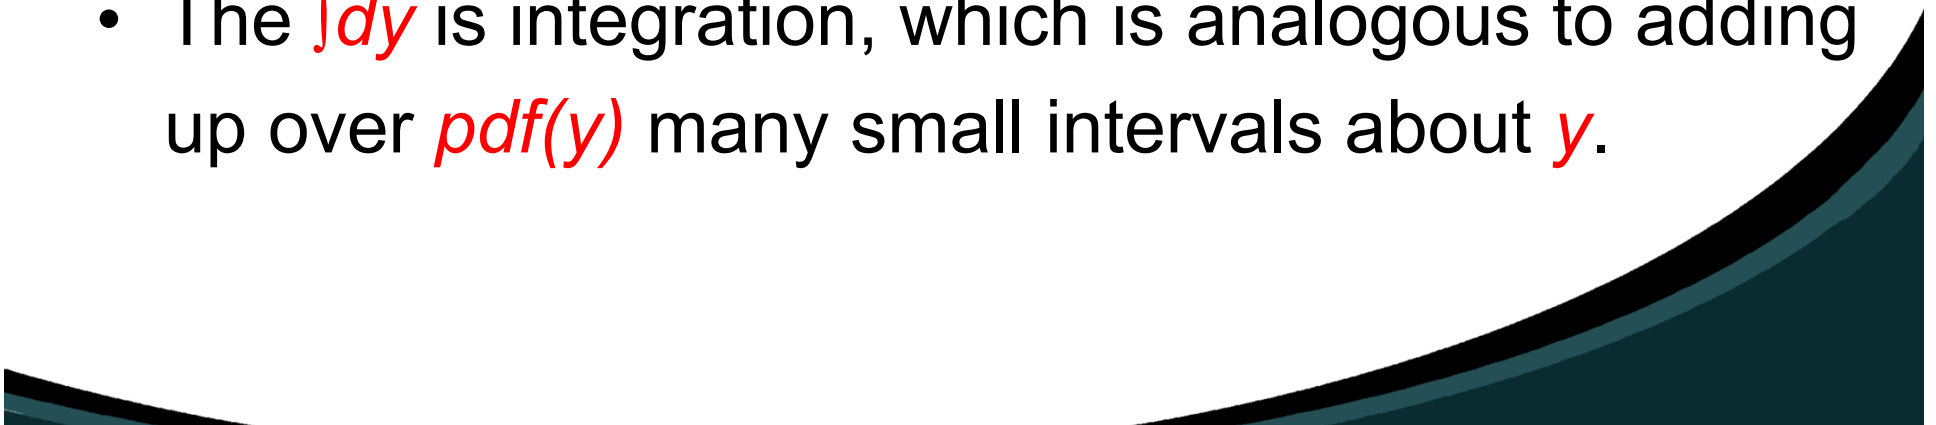 • The ∫dy is integration, which is analogous to adding
up over pdf(y) many small intervals about y.